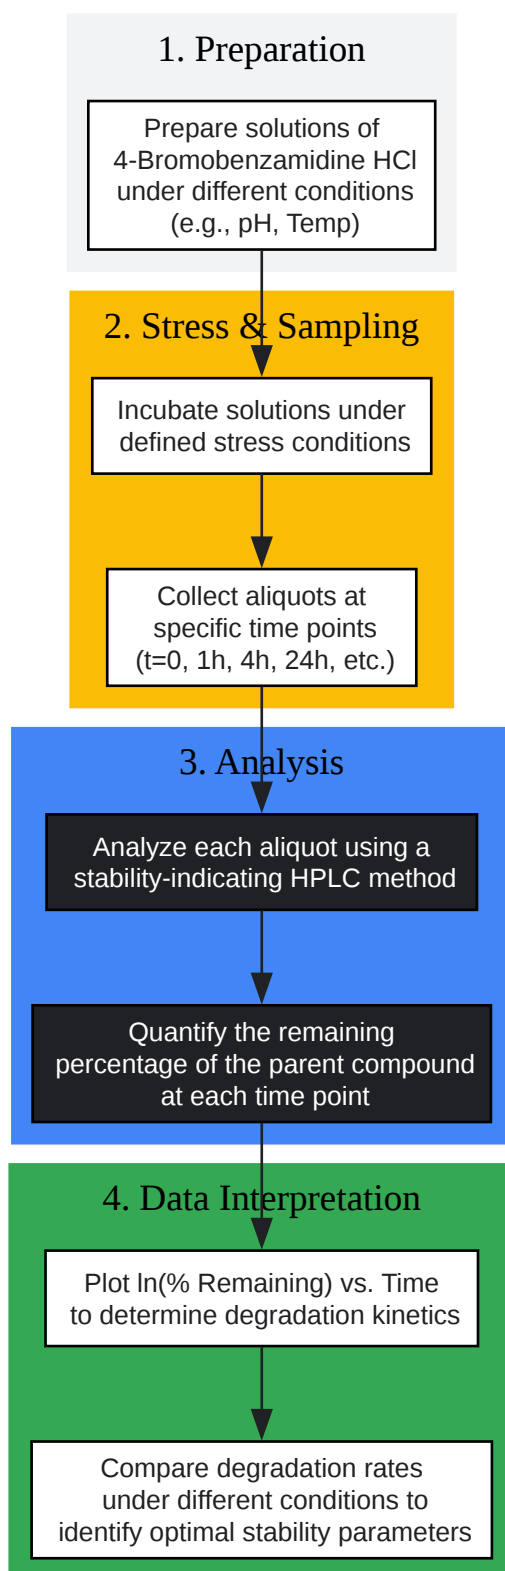 1. Preparation
Prepare solutions of
4-Bromobenzamidine HCl
under different conditions
(e.g., pH, Temp)
2. Stress & Sampling
Incubate solutions under
defined stress conditions
Collect aliquots at
specific time points
(t=0, 1h, 4h, 24h, etc.)
3. Analysis
Analyze each aliquot using a
stability-indicating HPLC method
Quantify the remaining
percentage of the parent compound
at each time point
4. Data Interpretation
Plot ln(% Remaining) vs. Time
to determine degradation kinetics
Compare degradation rates
under different conditions to
identify optimal stability parameters